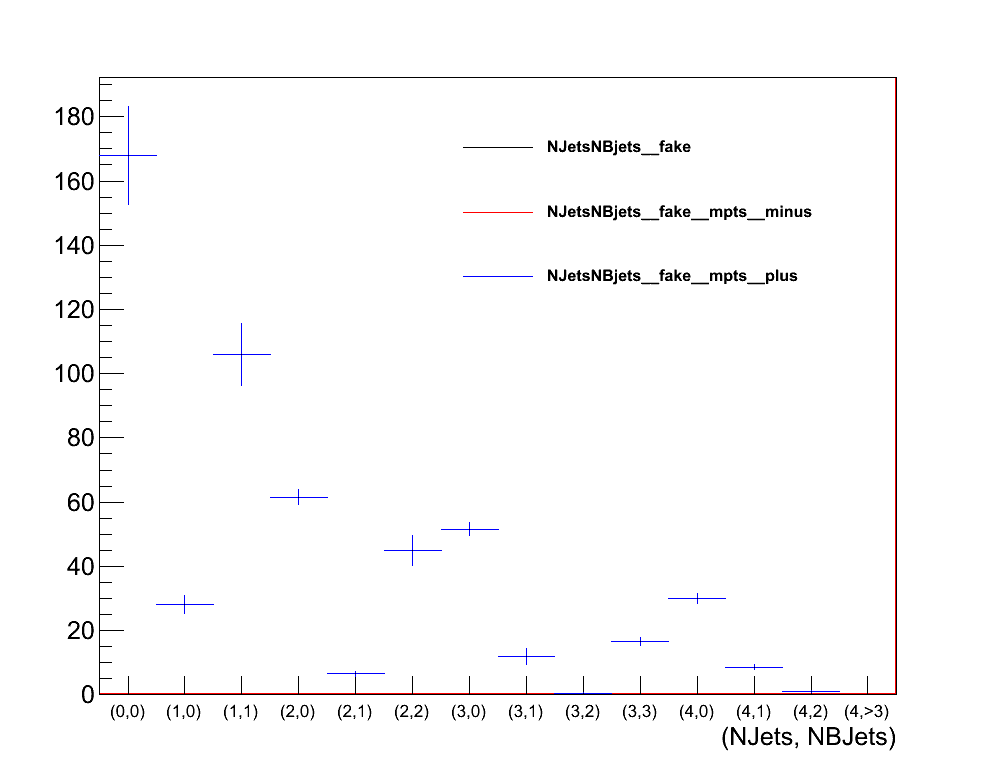 180
160
140
120
100
80
60
40
20
0
NJetsNBjets__fake
NJetsNBjets__fake__mpts__minus
NJetsNBjets__fake__mpts__plus
(0,0) (1,0) (1,1) (2,0) (2,1) (2,2) (3,0) (3,1) (3,2) (3,3) (4,0) (4,1) (4,2) (4,>3)
(NJets, NBJets)